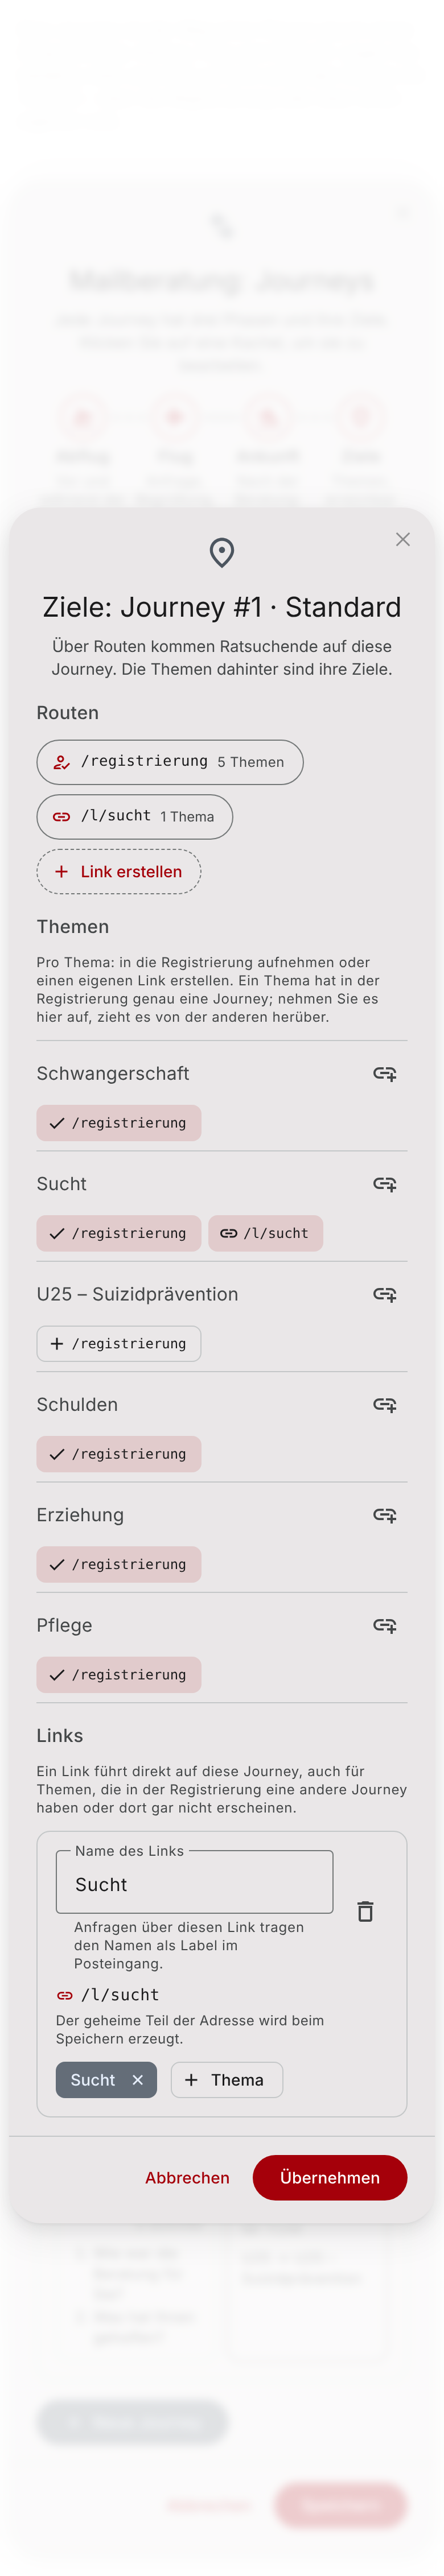 Mailberatung: Journeys
Ziele: Journey #1 · Standard
Über Routen kommen Ratsuchende auf diese
Journey. Die Themen dahinter sind ihre Ziele.
Routen
/registrierung 5 Themen
/l/sucht 1 Thema
Link erstellen
Themen
Pro Thema: in die Registrierung aufnehmen oder
einen eigenen Link erstellen. Ein Thema hat in der
Registrierung genau eine Journey; nehmen Sie es
hier auf, zieht es von der anderen herüber.
Schwangerschaft
/registrierung
Sucht
/registrierung /l/sucht
U25 – Suizidprävention
/registrierung
Schulden
/registrierung
Erziehung
/registrierung
Pflege
/registrierung
Links
Ein Link führt direkt auf diese Journey, auch für
Themen, die in der Registrierung eine andere Journey
haben oder dort gar nicht erscheinen.
Name des Links
Sucht
Anfragen über diesen Link tragen
den Namen als Label im
Posteingang.
/l/sucht
Der geheime Teil der Adresse wird beim
Speichern erzeugt.
Sucht Thema
Abbrechen Übernehmen